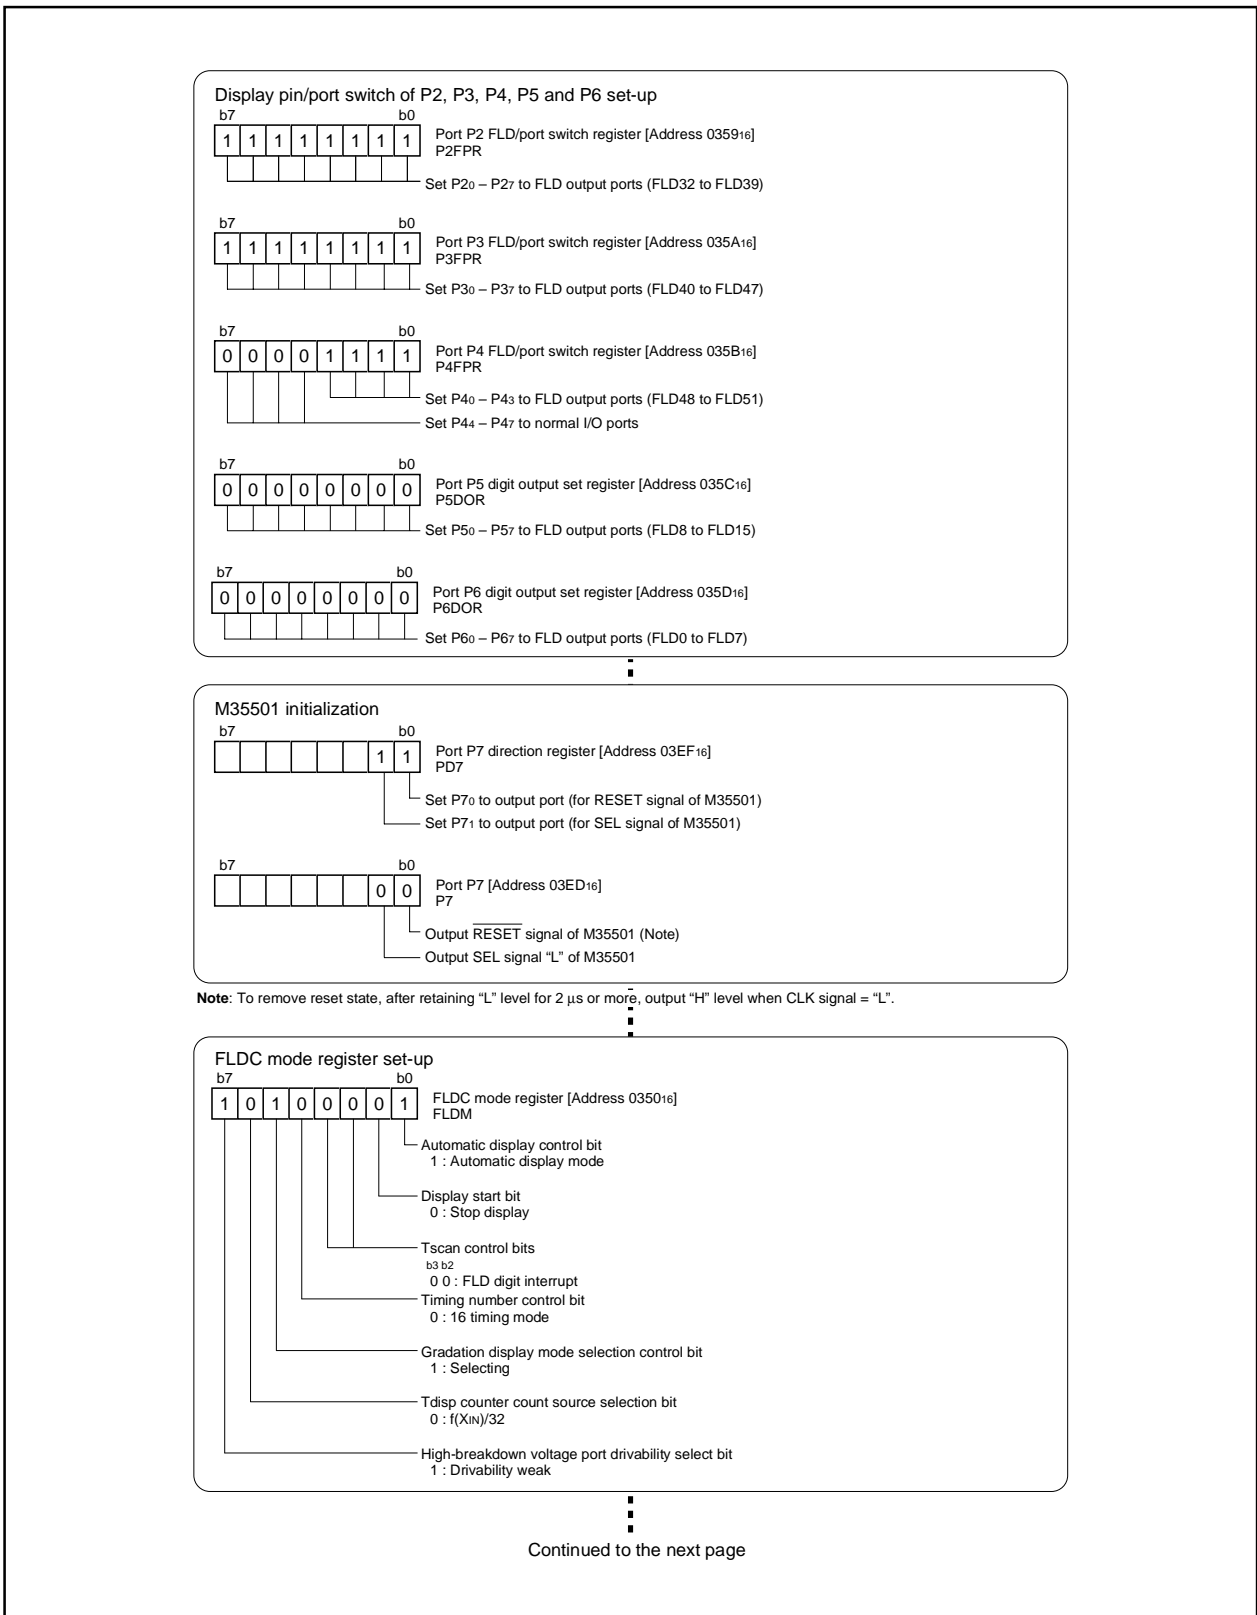 Display pin/port switch of P2, P3, P4, P5 and P6 set-up
b7 b0
1 1 1 1 1 1 1 1
Port P2 FLD/port switch register [Address 035916]
P2FPR
Set P20 – P27 to FLD output ports (FLD32 to FLD39)
b7 b0
1 1 1 1 1 1 1 1
Port P3 FLD/port switch register [Address 035A16]
P3FPR
Set P30 – P37 to FLD output ports (FLD40 to FLD47)
b7 b0
0 0 0 0 1 1 1 1
Port P4 FLD/port switch register [Address 035B16]
P4FPR
Set P40 – P43 to FLD output ports (FLD48 to FLD51)
Set P44 – P47 to normal I/O ports
b7 b0
0 0 0 0 0 0 0 0
Port P5 digit output set register [Address 035C16]
P5DOR
Set P50 – P57 to FLD output ports (FLD8 to FLD15)
b7 b0
0 0 0 0 0 0 0 0
Port P6 digit output set register [Address 035D16]
P6DOR
Set P60 – P67 to FLD output ports (FLD0 to FLD7)
M35501 initialization
b7 b0
1 1
Port P7 direction register [Address 03EF16]
PD7
Set P70 to output port (for RESET signal of M35501)
Set P71 to output port (for SEL signal of M35501)
b7 b0
0 0
Port P7 [Address 03ED16]
P7
Output RESET signal of M35501 (Note)
Output SEL signal “L” of M35501
Note: To remove reset state, after retaining “L” level for 2 µs or more, output “H” level when CLK signal = “L”.
FLDC mode register set-up
b7 b0
1 0 1 0 0 0 0 1
FLDC mode register [Address 035016]
FLDM
Automatic display control bit
1 : Automatic display mode
Display start bit
0 : Stop display
Tscan control bits
b3 b2
0 0 : FLD digit interrupt
Timing number control bit
0 : 16 timing mode
Gradation display mode selection control bit
1 : Selecting
Tdisp counter count source selection bit
0 : f(XIN)/32
High-breakdown voltage port drivability select bit
1 : Drivability weak
Continued to the next page